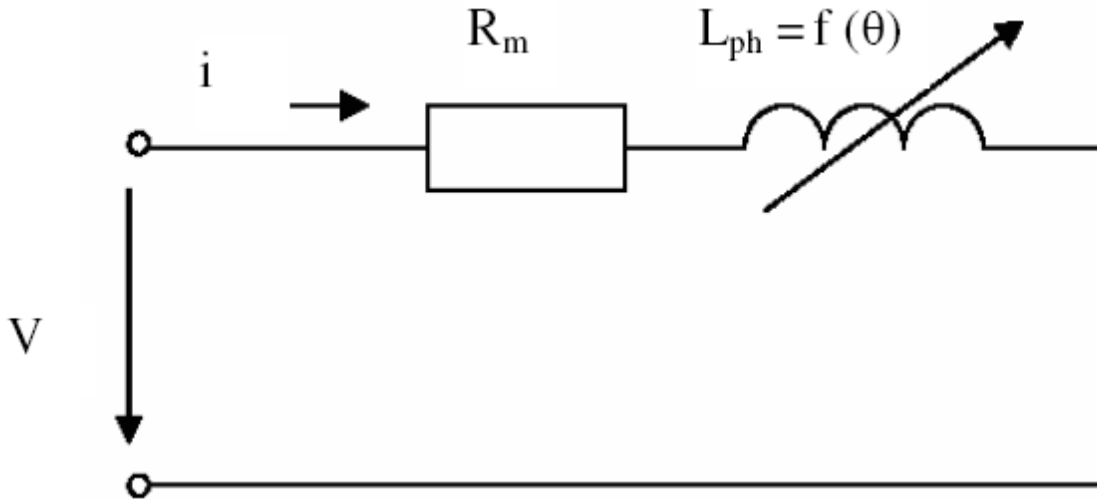 R_m L_ph = f (θ)
i
V